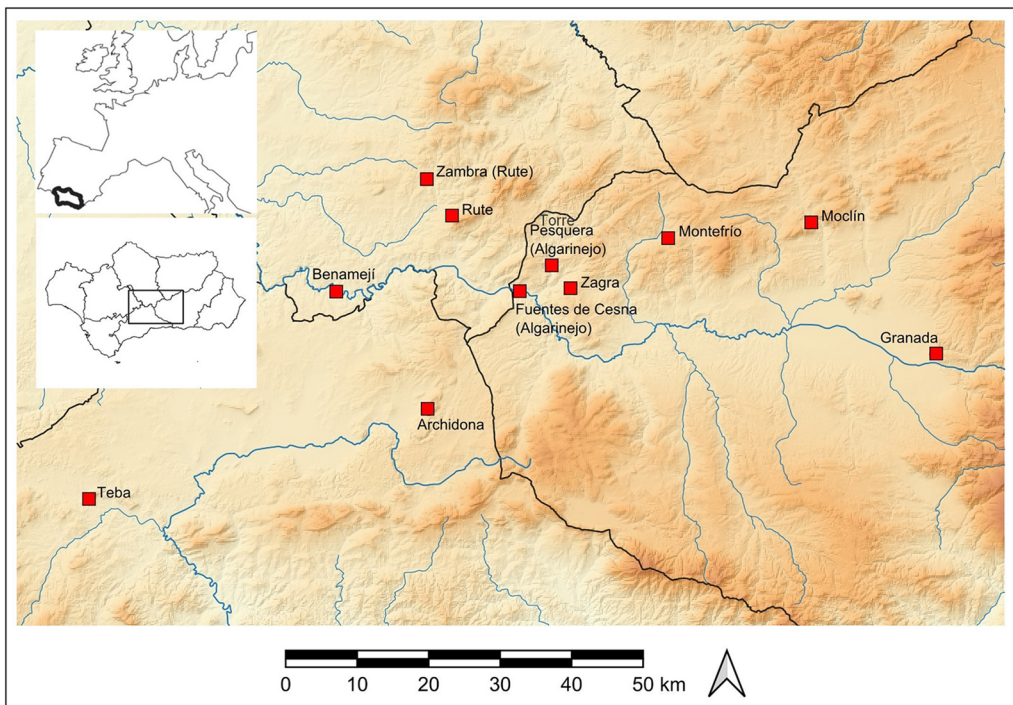 Zambra (Rute)
Rute
Torre
Pesquera
(Algarinejo)
Moclín
Montefrío
Benamejí
Zagra
Fuentes de Cesna
(Algarinejo)
Granada
Archidona
Teba
0 10 20 30 40 50 km